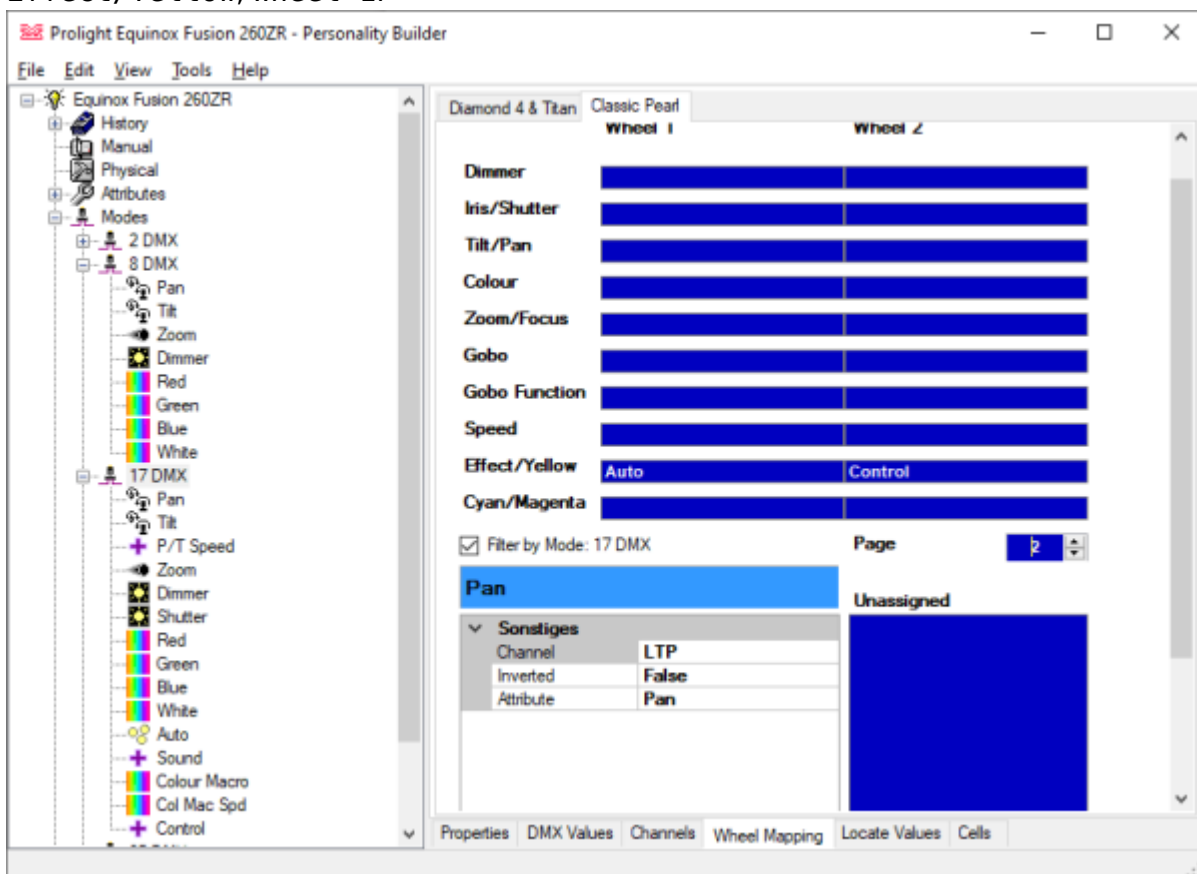 Prolight Equinox Fusion 260ZR - Personality Builder
File Edit View Tools Help
Equinox Fusion 260ZR
History
Manual
Physical
Attributes
Modes
2 DMX
8 DMX
Pan
Tilt
Zoom
Dimmer
Red
Green
Blue
White
17 DMX
Pan
Tilt
P/T Speed
Zoom
Dimmer
Shutter
Red
Green
Blue
White
Auto
Sound
Colour Macro
Col Mac Spd
Control
Diamond 4 & Titan Classic Pearl
Wheel 1 Wheel 2
Dimmer
Iris/Shutter
Tilt/Pan
Colour
Zoom/Focus
Gobo
Gobo Function
Speed
Effect/Yellow Auto Control
Cyan/Magenta
Filter by Mode: 17 DMX Page 2
Pan
Unassigned
Sonstiges
Channel LTP
Inverted False
Attribute Pan
Properties DMX Values Channels Wheel Mapping Locate Values Cells